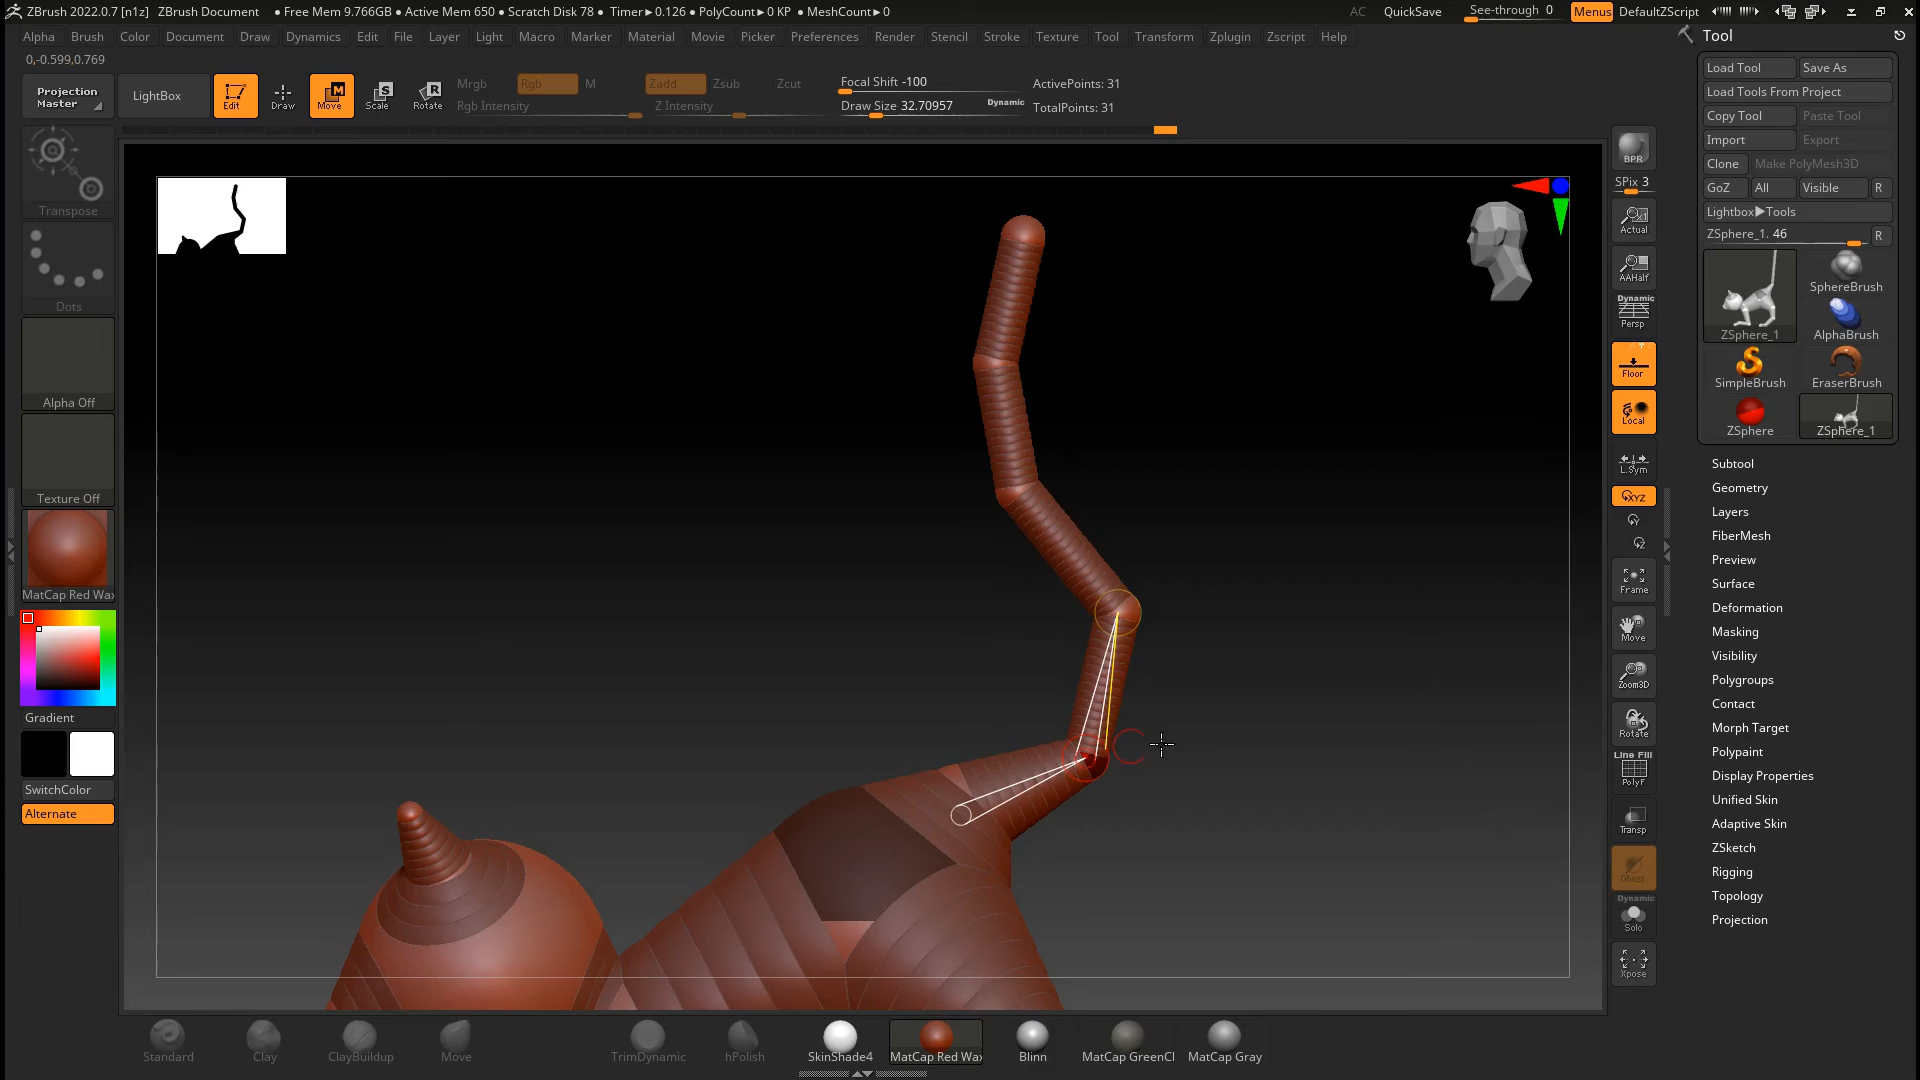 ZBrush 2022.0.7 [n1z] ZBrush Document • Free Mem 9.766GB • Active Mem 650 • Scratch Disk 78 • Timer▸0.126 • PolyCount▸0 KP • MeshCount▸0 AC QuickSave See-through 0 Menus DefaultZScript
Alpha Brush Color Document Draw Dynamics Edit File Layer Light Macro Marker Material Movie Picker Preferences Render Stencil Stroke Texture Tool Transform Zplugin Zscript Help
0,-0.599,0.769
Projection Master
LightBox
Edit
Draw
Move
Scale
Rotate
Mrgb Rgb M
Rgb Intensity
Zadd Zsub Zcut
Z Intensity
Focal Shift -100
Draw Size 32.70957
Dynamic
ActivePoints: 31
TotalPoints: 31
Transpose
Dots
Alpha Off
Texture Off
MatCap Red Wax
Gradient
SwitchColor
Alternate
BPR
SPix 3
Actual
AAHalf
Dynamic
Persp
Floor
Local
L.Sym
XYZ
Y
Z
Frame
Move
Zoom3D
Rotate
Line Fill
PolyF
Transp
Ghost
Dynamic
Solo
Xpose
Tool
Load Tool Save As
Load Tools From Project
Copy Tool Paste Tool
Import Export
Clone Make PolyMesh3D
GoZ All Visible R
Lightbox▸Tools
ZSphere_1. 46 R
ZSphere_1
SphereBrush
AlphaBrush
SimpleBrush
EraserBrush
ZSphere
ZSphere_1
Subtool
Geometry
Layers
FiberMesh
Preview
Surface
Deformation
Masking
Visibility
Polygroups
Contact
Morph Target
Polypaint
Display Properties
Unified Skin
Adaptive Skin
ZSketch
Rigging
Topology
Projection
Standard Clay ClayBuildup Move TrimDynamic hPolish SkinShade4 MatCap Red Wax Blinn MatCap GreenCl MatCap Gray